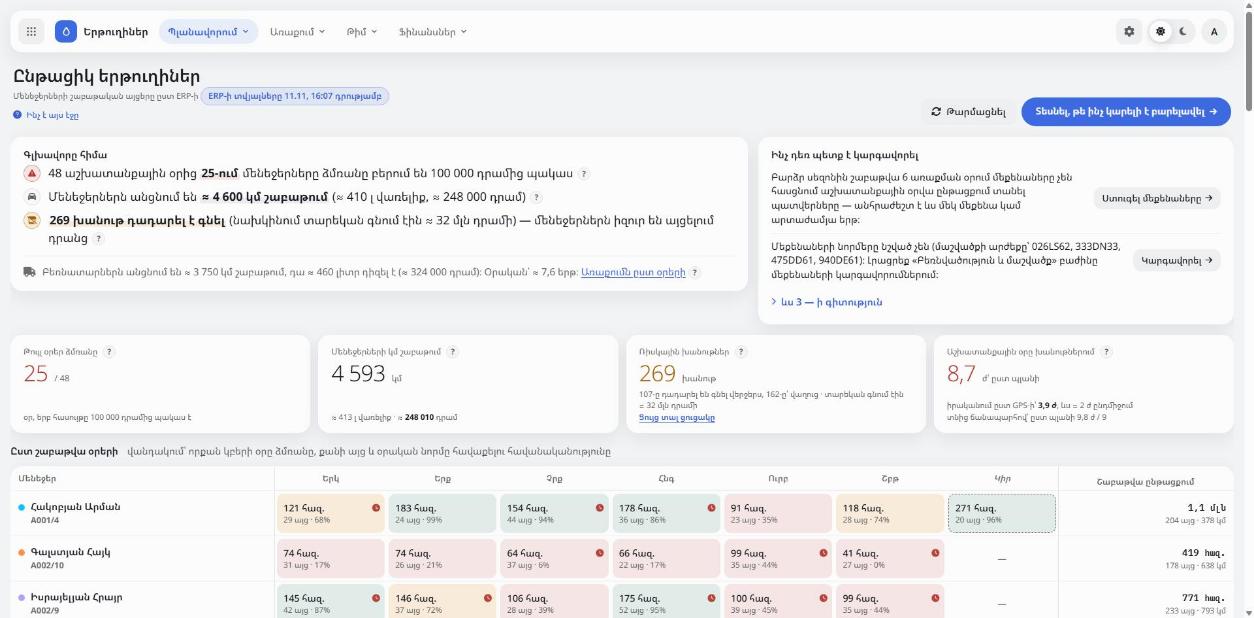 Երթուղիներ
Պլանավորում
Առաքում
Թիմ
Ֆինանսներ
A
Ընթացիկ երթուղիներ
Մենեջերների շաբաթական այցերը ըստ ERP-ի ERP-ի տվյալները 11.11, 16:07 դրությամբ
? Ինչ է այս էջը
Թարմացնել
Տեսնել, թե ինչ կարելի է բարելավել →
Գլխավորը հիմա
48 աշխատանքային օրից 25-ում մենեջերները ձմռանը բերում են 100 000 դրամից պակաս ?
Մենեջերներն անցնում են ≈ 4 600 կմ շաբաթում (≈ 410 լ վառելիք, ≈ 248 000 դրամ) ?
269 խանութ դադարել է գնել (նախկինում տարեկան գնում էին ≈ 32 մլն դրամի) — մենեջերներն իզուր են այցելում
դրանց ?
Բեռնատարներն անցնում են ≈ 3 750 կմ շաբաթում, դա ≈ 460 լիտր դիզել է (≈ 324 000 դրամ)։ Օրական՝ ≈ 7,6 երթ։ Առաքումն ըստ օրերի ?
Ինչ դեռ պետք է կարգավորել
Բարձր սեզոնին շաբաթվա 6 առաքման օրում մեքենաները չեն
հասցնում աշխատանքային օրվա ընթացքում տանել
պատվերները — անհրաժեշտ է ևս մեկ մեքենա կամ
արտաժամյա երթ։
Ստուգել մեքենաները →
Մեքենաների նորմերը նշված չեն (մաշվածքի արժեքը՝ 026LS62, 333DN33,
475DD61, 940DE61)։ Լրացրեք «Բեռնվածություն և մաշվածք» բաժինը
մեքենաների կարգավորումներում։
Կարգավորել →
ևս 3 — ի գիտություն
Թույլ օրեր ձմռանը ?
25 / 48
օր, երբ հասույթը 100 000 դրամից պակաս է
Մենեջերների կմ շաբաթում ?
4 593 կմ
≈ 413 լ վառելիք · ≈ 248 010 դրամ
Ռիսկային խանութներ ?
269 խանութ
107-ը դադարել են գնել վերջերս, 162-ը՝ վաղուց · տարեկան գնում էին
≈ 32 մլն դրամի
Ցույց տալ ցուցակը
Աշխատանքային օրը խանութներում ?
8,7 ժ՝ ըստ պլանի
իրականում ըստ GPS-ի՝ 3,9 ժ, ևս ≈ 2 ժ ընդմիջում
տնից ճանապարհով՝ ըստ պլանի 9,8 ժ / 9
Ըստ շաբաթվա օրերի վանդակում՝ որքան կբերի օրը ձմռանը, քանի այց և օրական նորմը հավաքելու հավանականությունը
Մենեջեր Երկ Երք Չրք Հնգ Ուրբ Շբթ Կիր Շաբաթվա ընթացքում
Հակոբյան Արման 121 հազ. 183 հազ. 154 հազ. 178 հազ. 91 հազ. 118 հազ. 271 հազ. 1,1 մլն
A001/4 29 այց · 68% 24 այց · 99% 44 այց · 94% 36 այց · 86% 23 այց · 35% 28 այց · 74% 20 այց · 96% 204 այց · 378 կմ
Գալստյան Հայկ 74 հազ. 74 հազ. 64 հազ. 66 հազ. 99 հազ. 41 հազ. — 419 հազ.
A002/10 31 այց · 17% 26 այց · 21% 37 այց · 6% 22 այց · 17% 35 այց · 44% 27 այց · 0% 178 այց · 638 կմ
Իսրայելյան Հրայր 145 հազ. 146 հազ. 106 հազ. 175 հազ. 100 հազ. 99 հազ. — 771 հազ.
A002/9 42 այց · 87% 37 այց · 72% 28 այց · 39% 52 այց · 95% 39 այց · 45% 35 այց · 44% 233 այց · 793 կմ